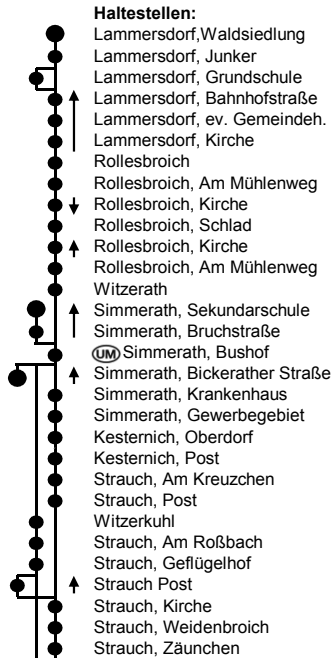 Haltestellen:
Lammersdorf,Waldsiedlung
Lammersdorf, Junker
Lammersdorf, Grundschule
Lammersdorf, Bahnhofstraße
Lammersdorf, ev. Gemeindeh.
Lammersdorf, Kirche
Rollesbroich
Rollesbroich, Am Mühlenweg
Rollesbroich, Kirche
Rollesbroich, Schlad
Rollesbroich, Kirche
Rollesbroich, Am Mühlenweg
Witzerath
Simmerath, Sekundarschule
Simmerath, Bruchstraße
UM Simmerath, Bushof
Simmerath, Bickerather Straße
Simmerath, Krankenhaus
Simmerath, Gewerbegebiet
Kesternich, Oberdorf
Kesternich, Post
Strauch, Am Kreuzchen
Strauch, Post
Witzerkuhl
Strauch, Am Roßbach
Strauch, Geflügelhof
Strauch Post
Strauch, Kirche
Strauch, Weidenbroich
Strauch, Zäunchen